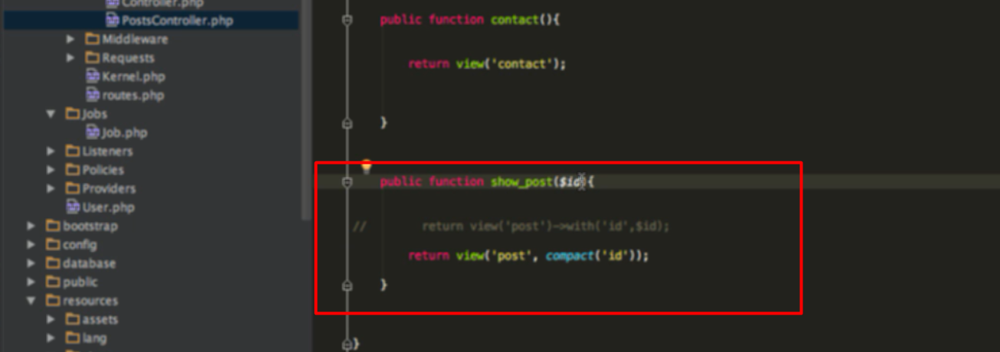 Controller.php
PostsController.php
Middleware
Requests
Kernel.php
routes.php
Jobs
Job.php
Listeners
Policies
Providers
User.php
bootstrap
config
database
public
resources
assets
lang
public function contact(){
return view('contact');
}
public function show_post($id){
// return view('post')->with('id',$id);
return view('post', compact('id'));
}
}